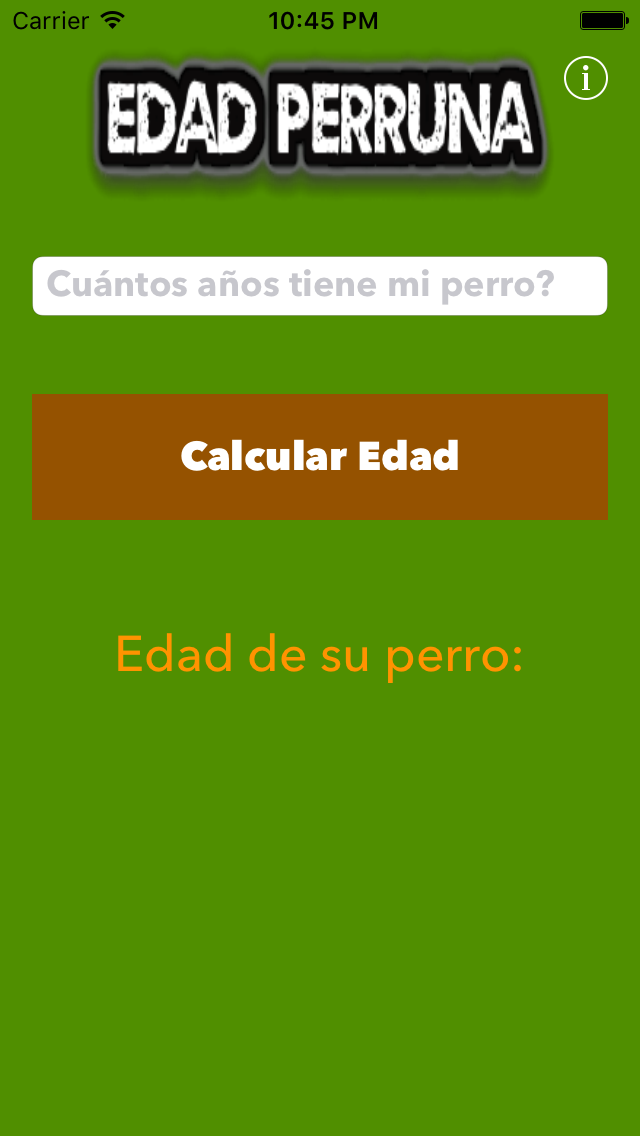 Carrier 10:45 PM
EDAD PERRUNA
i
Cuántos años tiene mi perro?
Calcular Edad
Edad de su perro: